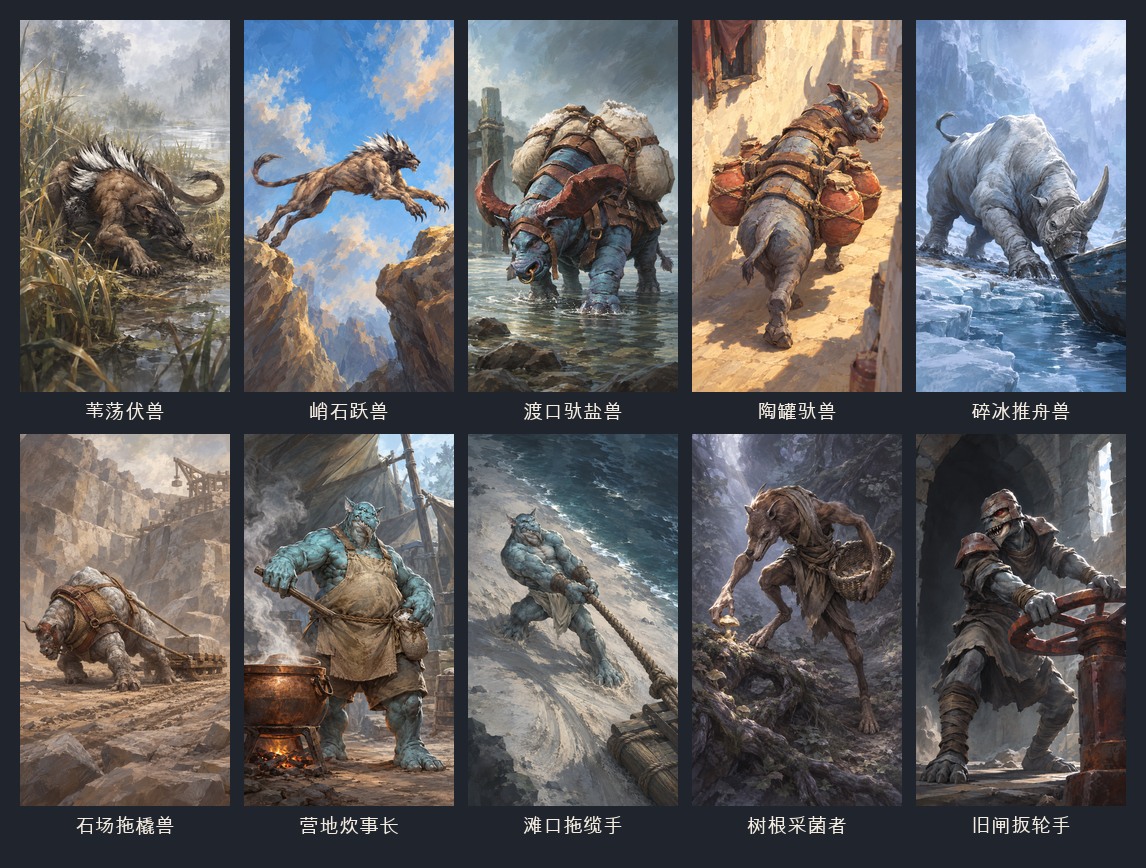 苇荡伏兽
峭石跃兽
渡口驮盐兽
陶罐驮兽
碎冰推舟兽
石场拖橇兽
营地炊事长
滩口拖缆手
树根采菌者
旧闸扳轮手